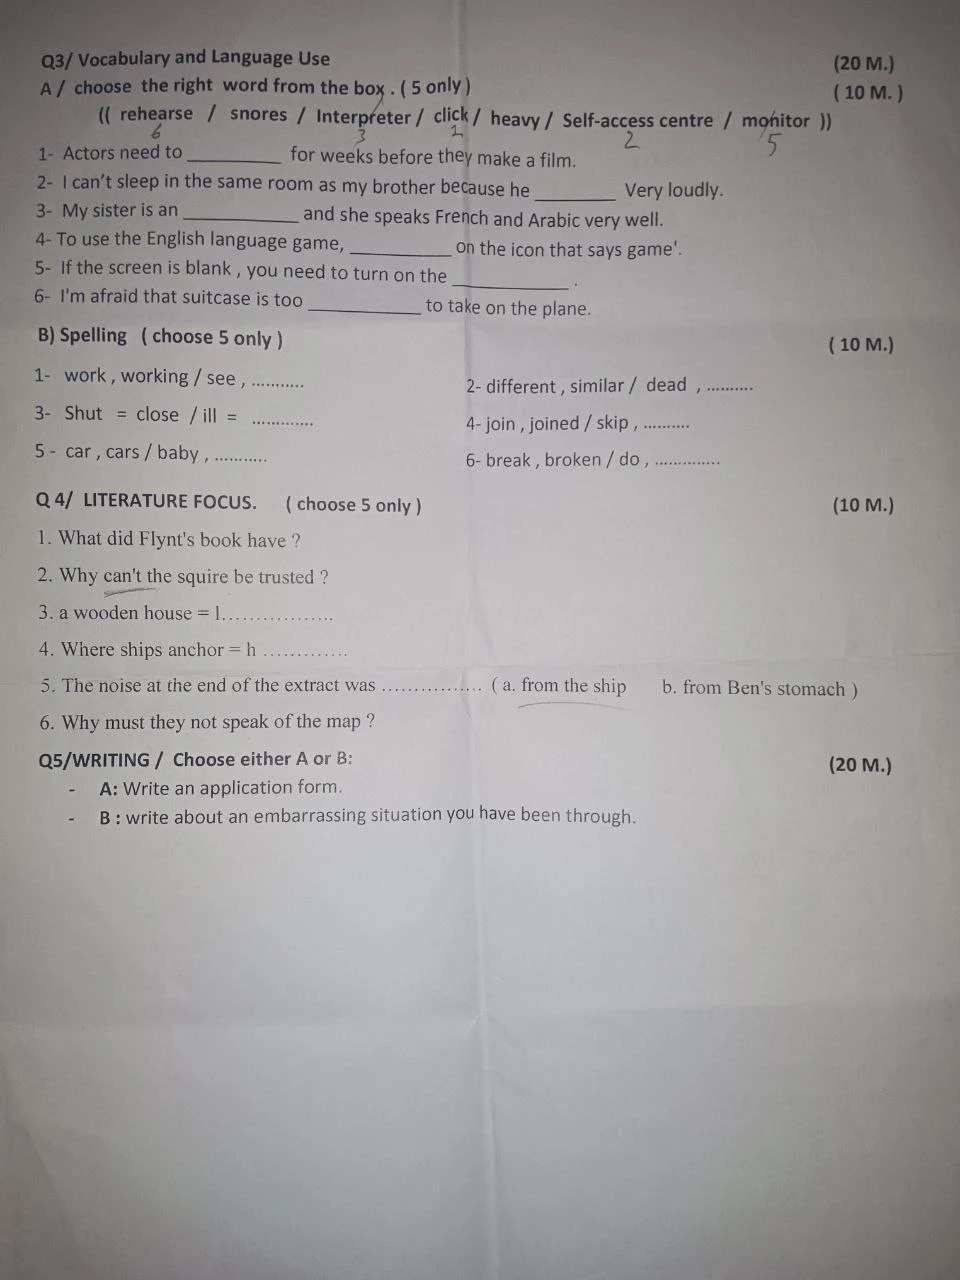 Q3/ Vocabulary and Language Use (20 M.)
A / choose the right word from the box . ( 5 only ) ( 10 M. )
(( rehearse / snores / Interpreter / click / heavy / Self-access centre / monitor ))
6 3 1 2 5
1- Actors need to __________ for weeks before they make a film.
2- I can't sleep in the same room as my brother because he _________ Very loudly.
3- My sister is an ____________ and she speaks French and Arabic very well.
4- To use the English language game, ___________ on the icon that says game'.
5- If the screen is blank , you need to turn on the ____________ .
6- I'm afraid that suitcase is too ____________ to take on the plane.
B) Spelling ( choose 5 only ) ( 10 M.)
1- work , working / see , ........... 2- different , similar / dead , ..........
3- Shut = close / ill = ............. 4- join , joined / skip , ..........
5 - car , cars / baby , ........... 6- break , broken / do , ..............
Q 4/ LITERATURE FOCUS. ( choose 5 only ) (10 M.)
1. What did Flynt's book have ?
2. Why can't the squire be trusted ?
3. a wooden house = l.................
4. Where ships anchor = h .............
5. The noise at the end of the extract was ................ ( a. from the ship b. from Ben's stomach )
6. Why must they not speak of the map ?
Q5/WRITING / Choose either A or B: (20 M.)
- A: Write an application form.
- B : write about an embarrassing situation you have been through.